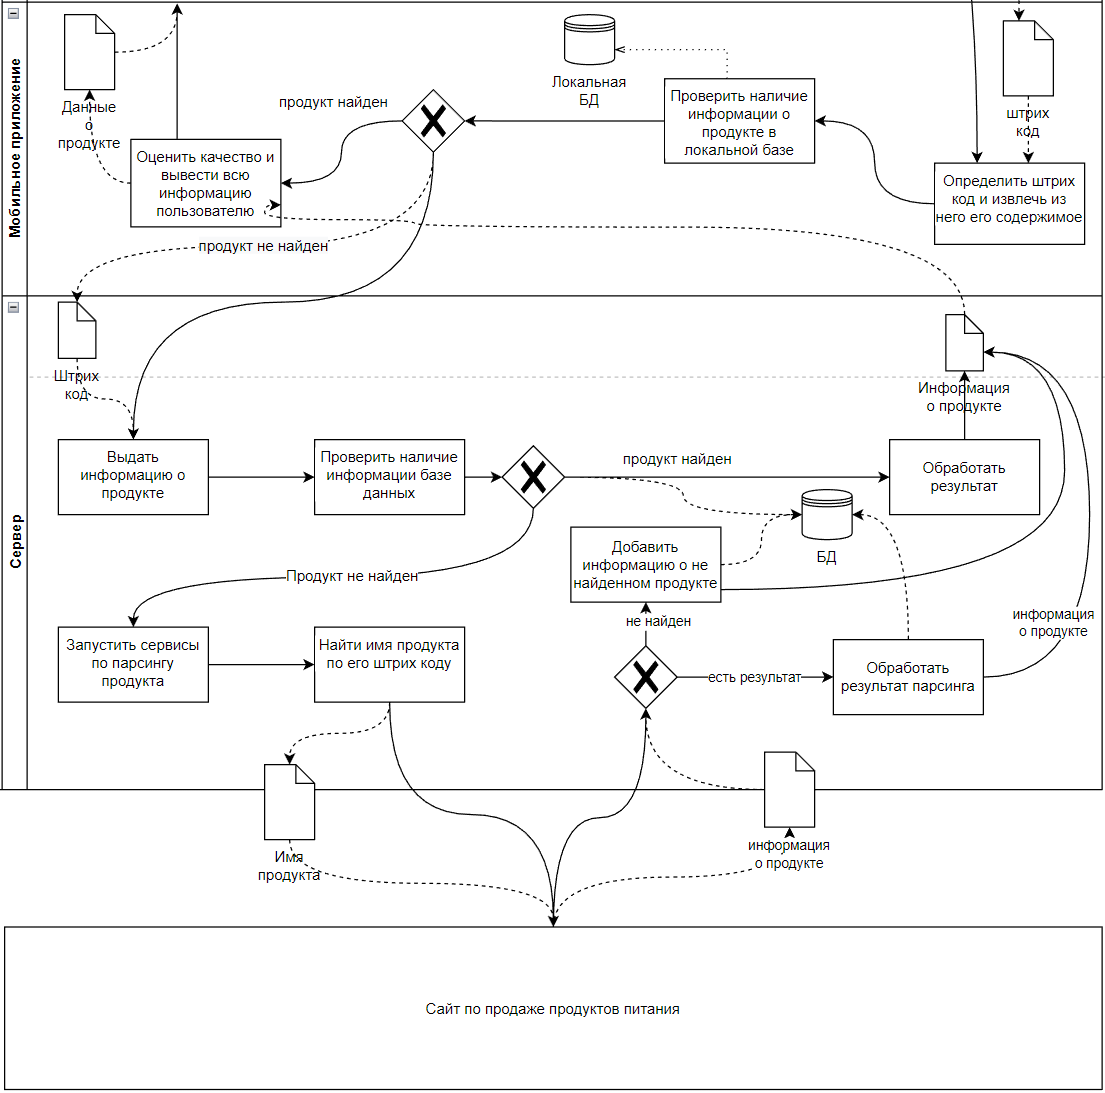 Мобильное приложение
Данные
о
продукте
продукт найден
Локальная
БД
Проверить наличие
информации о
продукте в
локальной базе
штрих
код
Оценить качество и
вывести всю
информацию
пользователю
Определить штрих
код и извлечь из
него его содержимое
продукт не найден
Сервер
Штрих
код
Информация
о продукте
Выдать
информацию о
продукте
Проверить наличие
информации базе
данных
продукт найден
Обработать
результат
БД
Добавить
информацию о не
найденном продукте
Продукт не найден
не найден
информация
о продукте
Запустить сервисы
по парсингу
продукта
Найти имя продукта
по его штрих коду
есть результат
Обработать
результат парсинга
Имя
продукта
информация
о продукте
Сайт по продаже продуктов питания